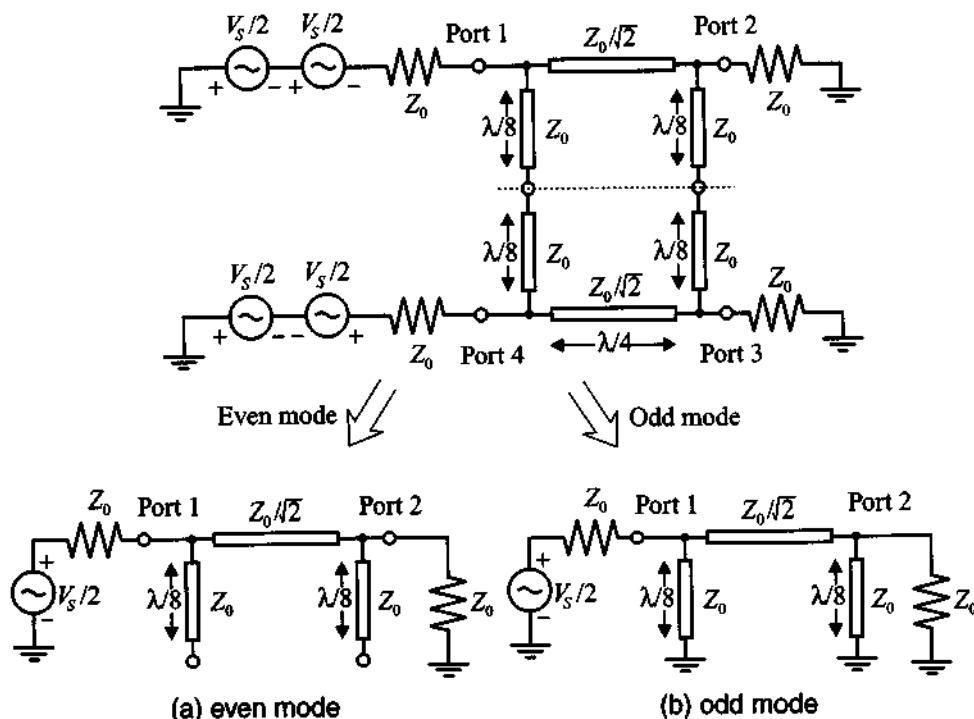 V_S/2 V_S/2 Port 1 Z_0/√2 Port 2
+ - + - Z_0 Z_0
λ/8 Z_0 λ/8 Z_0
λ/8 Z_0 λ/8 Z_0
V_S/2 V_S/2 Z_0/√2 Z_0
+ - - + Z_0 Port 4 λ/4 Port 3
Even mode Odd mode
Z_0 Port 1 Z_0/√2 Port 2
+ V_S/2 - λ/8 Z_0 λ/8 Z_0 Z_0
Z_0 Port 1 Z_0/√2 Port 2
+ V_S/2 - λ/8 Z_0 λ/8 Z_0 Z_0
(a) even mode (b) odd mode